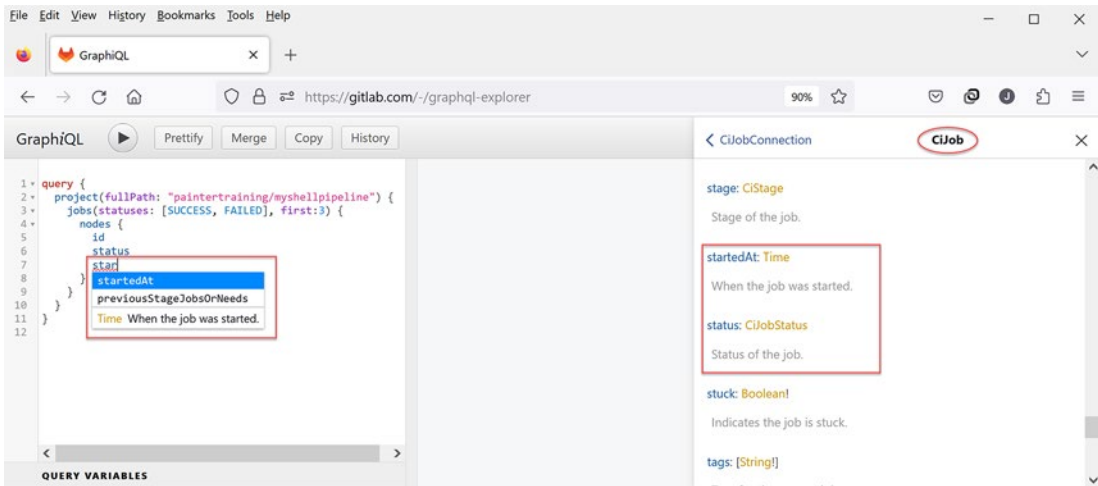 File Edit View History Bookmarks Tools Help
GraphiQL
https://gitlab.com/-/graphql-explorer
90%
GraphiQL Prettify Merge Copy History
1 query {
2 project(fullPath: "paintertraining/myshellpipeline") {
3 jobs(statuses: [SUCCESS, FAILED], first:3) {
4 nodes {
5 id
6 status
7 star
8 }
startedAt
9 }
previousStageJobsOrNeeds
10 }
Time When the job was started.
11 }
12
QUERY VARIABLES
CiJobConnection CiJob
stage: CiStage
Stage of the job.
startedAt: Time
When the job was started.
status: CiJobStatus
Status of the job.
stuck: Boolean!
Indicates the job is stuck.
tags: [String!]